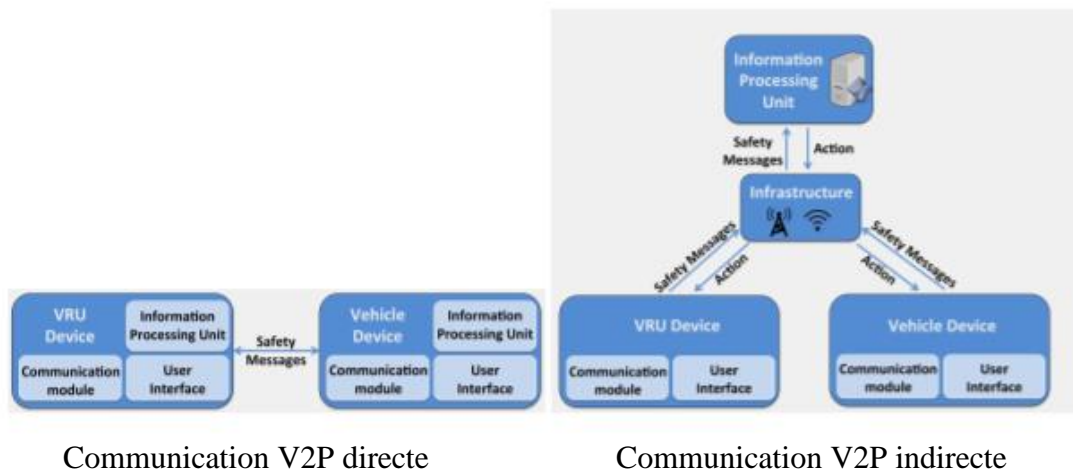 VRU
Device
Information
Processing Unit
Communication
module
User
Interface
Safety
Messages
Vehicle
Device
Information
Processing Unit
Communication
module
User
Interface
Communication V2P directe
Information
Processing
Unit
Safety
Messages
Action
Infrastructure
Safety Messages
Action
Safety Messages
Action
VRU Device
Communication
module
User
Interface
Vehicle Device
Communication
module
User
Interface
Communication V2P indirecte